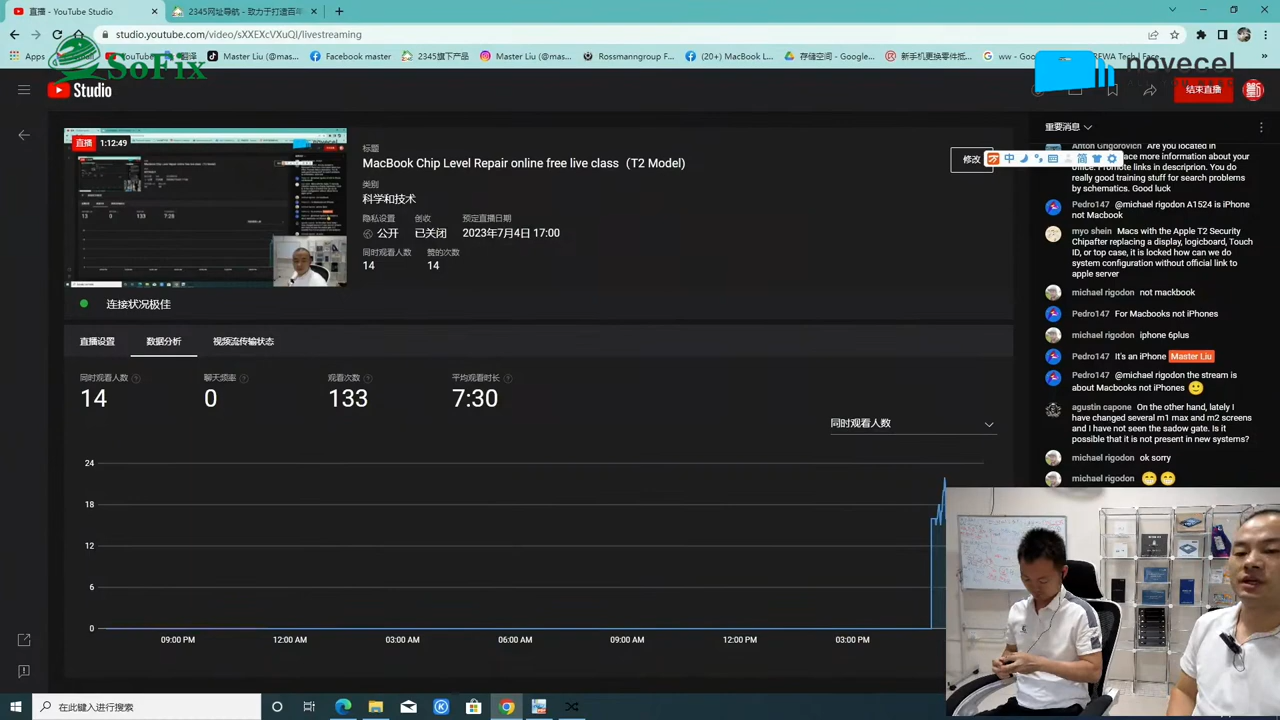 直播 - YouTube Studio
2345网址导航 - 致力于打造百年
studio.youtube.com/video/sXXEXcVXuQI/livestreaming
Apps
YouTube
Master Liu (@mas...
Facebook master
2345旗下产品
Master Liu (@mas...
Rossmanngroup F...
(20+) MacBook L...
存储空间 - Google...
新手机更换零件抵...
ww - Googl
REWA Tech| Face...
SoFix
novecel
Studio
结束直播
直播
1:12:49
标题
MacBook Chip Level Repair online free live class（T2 Model)
类别
科学和技术
隐私设置
创收
公开
已关闭
2023年7月4日 17:00
同时观看人数
赞的次数
14
14
修改
中
简
连接状况极佳
直播设置
数据分析
视频流传输状态
同时观看人数
聊天频率
观看次数
平均观看时长
14
0
133
7:30
同时观看人数
24
18
12
6
0
09:00 PM
12:00 AM
03:00 AM
06:00 AM
09:00 AM
12:00 PM
03:00 PM
重要消息
Anton Grigorovich Are you located in
more information about your
office. Promote links in describrion. You do
really good training stuff for search problems
by schematics. Good luck
Pedro147 @michael rigodon A1524 is iPhone
not Macbook
myo shein Macs with the Apple T2 Security
Chipafter replacing a display, logicboard, Touch
ID, or top case, it is locked how can we do
system configuration without official link to
apple server
michael rigodon not mackbook
Pedro147 For Macbooks not iPhones
michael rigodon iphone 6plus
Pedro147 It's an iPhone Master Liu
Pedro147 @michael rigodon the stream is
about Macbooks not iPhones
agustin capone On the other hand, lately I
have changed several m1 max and m2 screens
and I have not seen the sadow gate. Is it
possible that it is not present in new systems?
michael rigodon ok sorry
michael rigodon
在此键入进行搜索